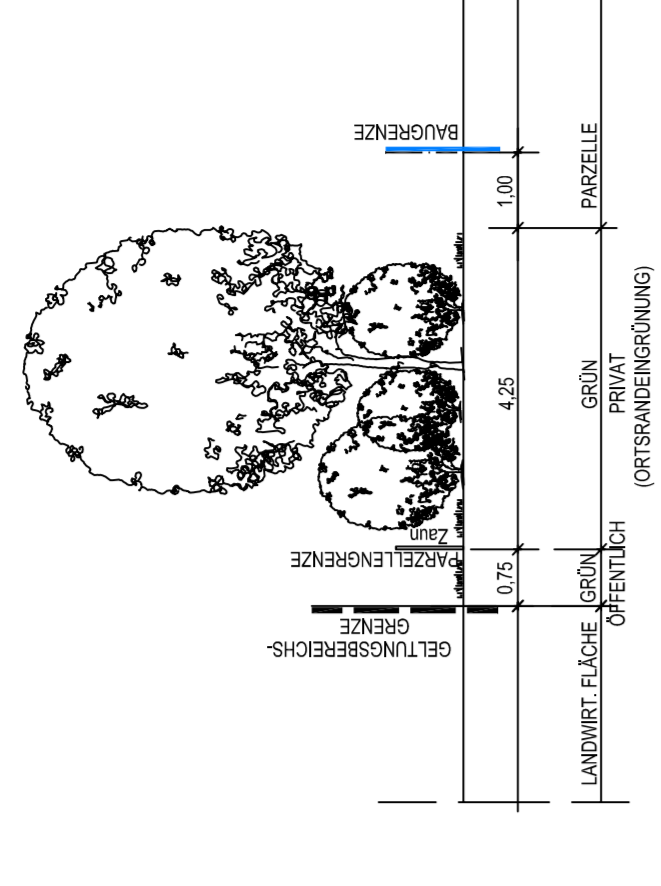 BAUGRENZE
PARZELLENGRENZE
Zaun
GELTUNGSBEREICHS-
GRENZE
0,75
4,25
1,00
LANDWIRT. FLÄCHE
GRÜN
ÖFFENTLICH
GRÜN
PRIVAT
(ORTSRANDEINGRÜNUNG)
PARZELLE